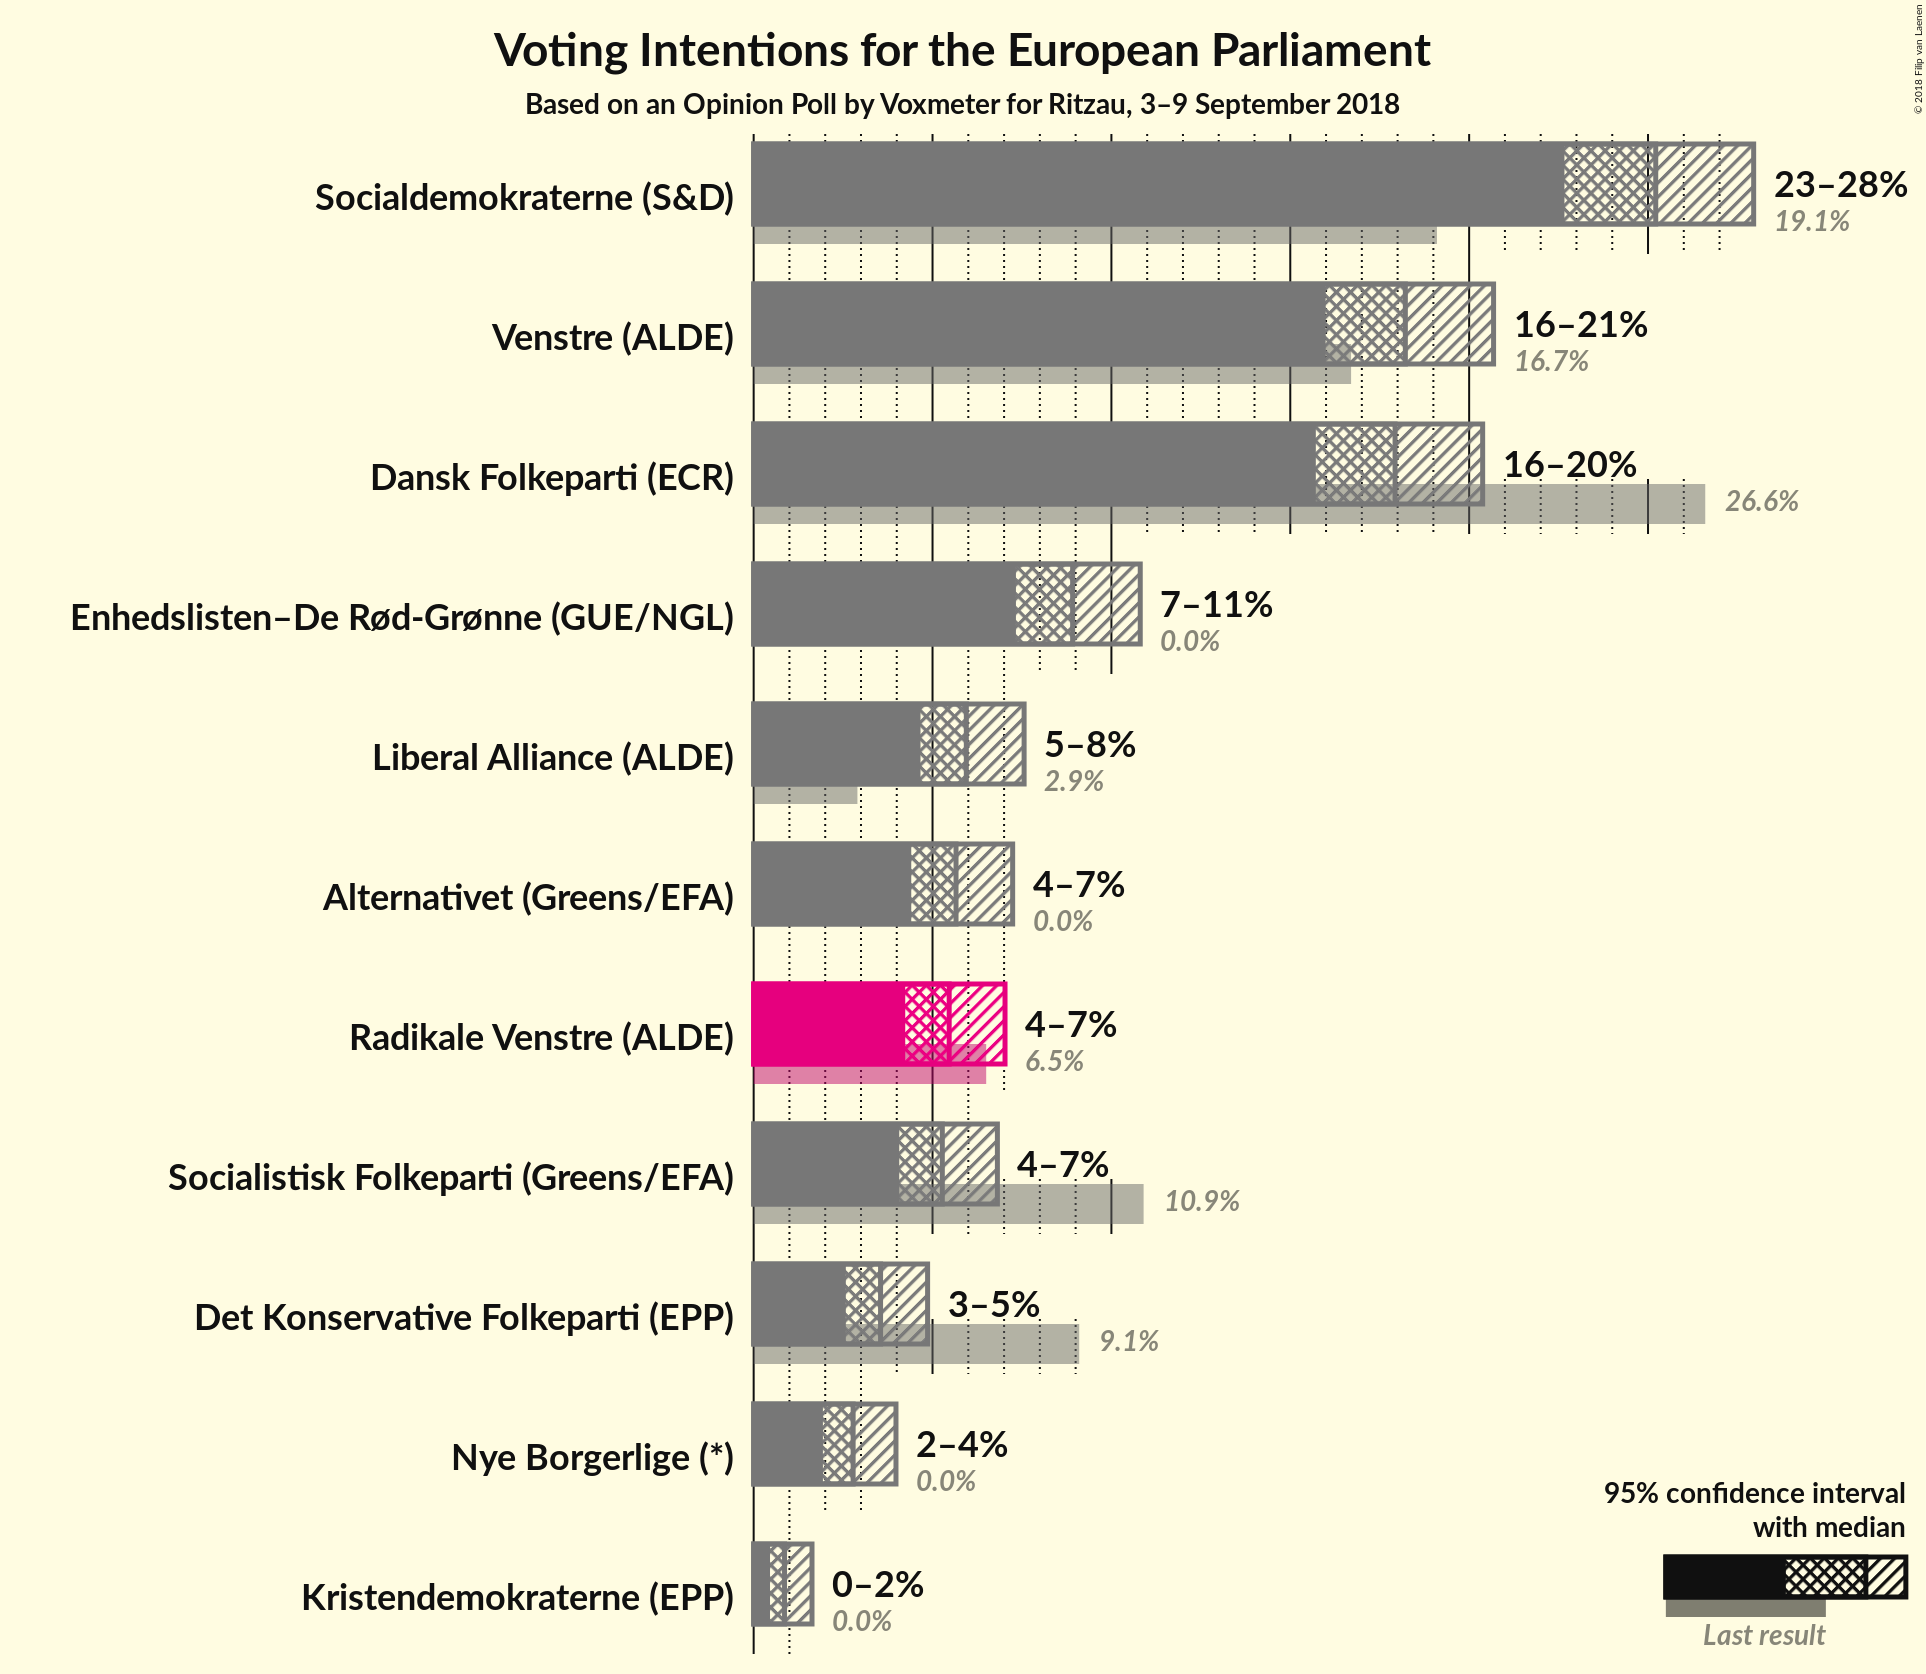 Voting Intentions for the European Parliament
Based on an Opinion Poll by Voxmeter for Ritzau, 3–9 September 2018
© 2018 Filip van Laenen
Socialdemokraterne (S&D)
23–28%
19.1%
Venstre (ALDE)
16–21%
16.7%
Dansk Folkeparti (ECR)
16–20%
26.6%
Enhedslisten–De Rød-Grønne (GUE/NGL)
7–11%
0.0%
Liberal Alliance (ALDE)
5–8%
2.9%
Alternativet (Greens/EFA)
4–7%
0.0%
Radikale Venstre (ALDE)
4–7%
6.5%
Socialistisk Folkeparti (Greens/EFA)
4–7%
10.9%
Det Konservative Folkeparti (EPP)
3–5%
9.1%
Nye Borgerlige (*)
2–4%
0.0%
Kristendemokraterne (EPP)
0–2%
0.0%
95% confidence interval
with median
Last result